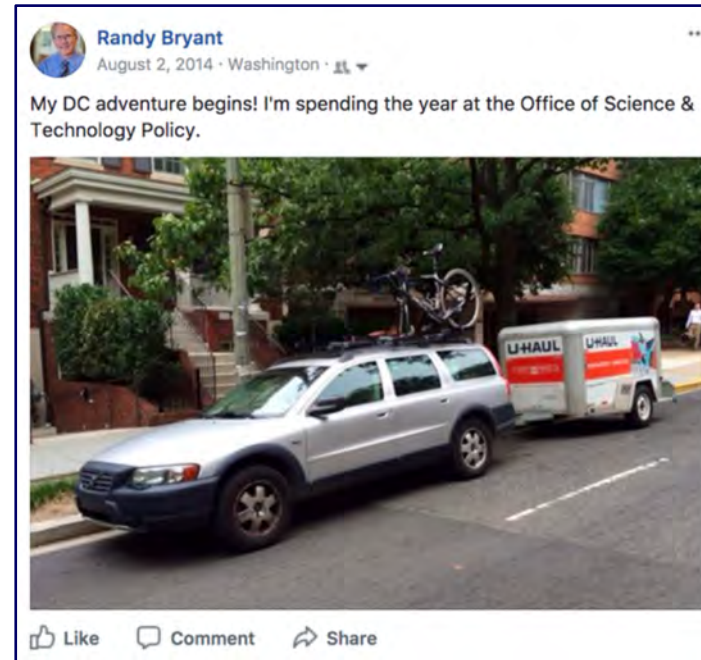 Randy Bryant
August 2, 2014 · Washington ·
My DC adventure begins! I'm spending the year at the Office of Science &
Technology Policy.
U-HAUL U-HAUL
Like Comment Share